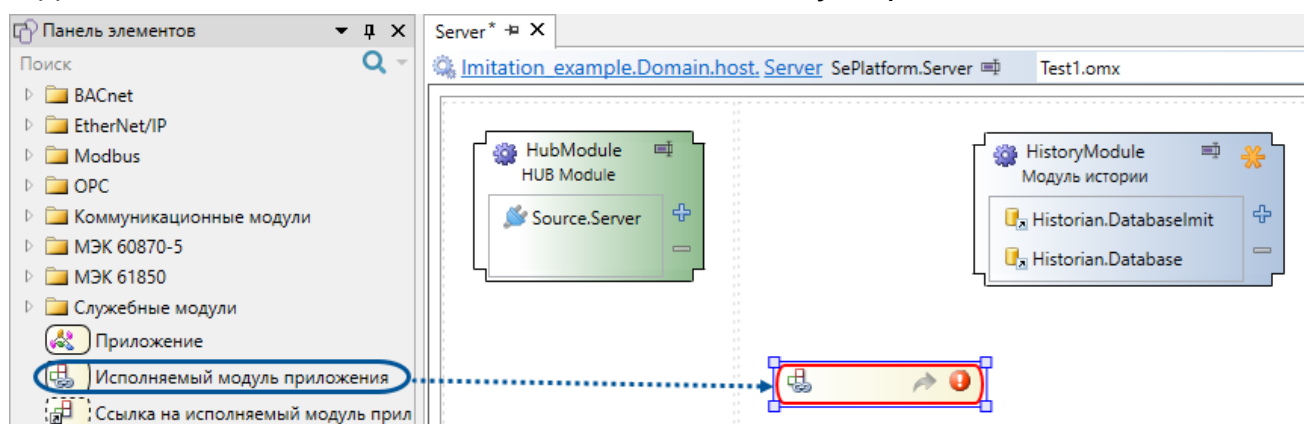 Панель элементов
Поиск
BACnet
EtherNet/IP
Modbus
OPC
Коммуникационные модули
МЭК 60870-5
МЭК 61850
Служебные модули
Приложение
Исполняемый модуль приложения
Ссылка на исполняемый модуль прил
Server*
Imitation_example.Domain.host. Server SePlatform.Server Test1.omx
HubModule
HUB Module
Source.Server
HistoryModule
Модуль истории
Historian.DatabaseImit
Historian.Database